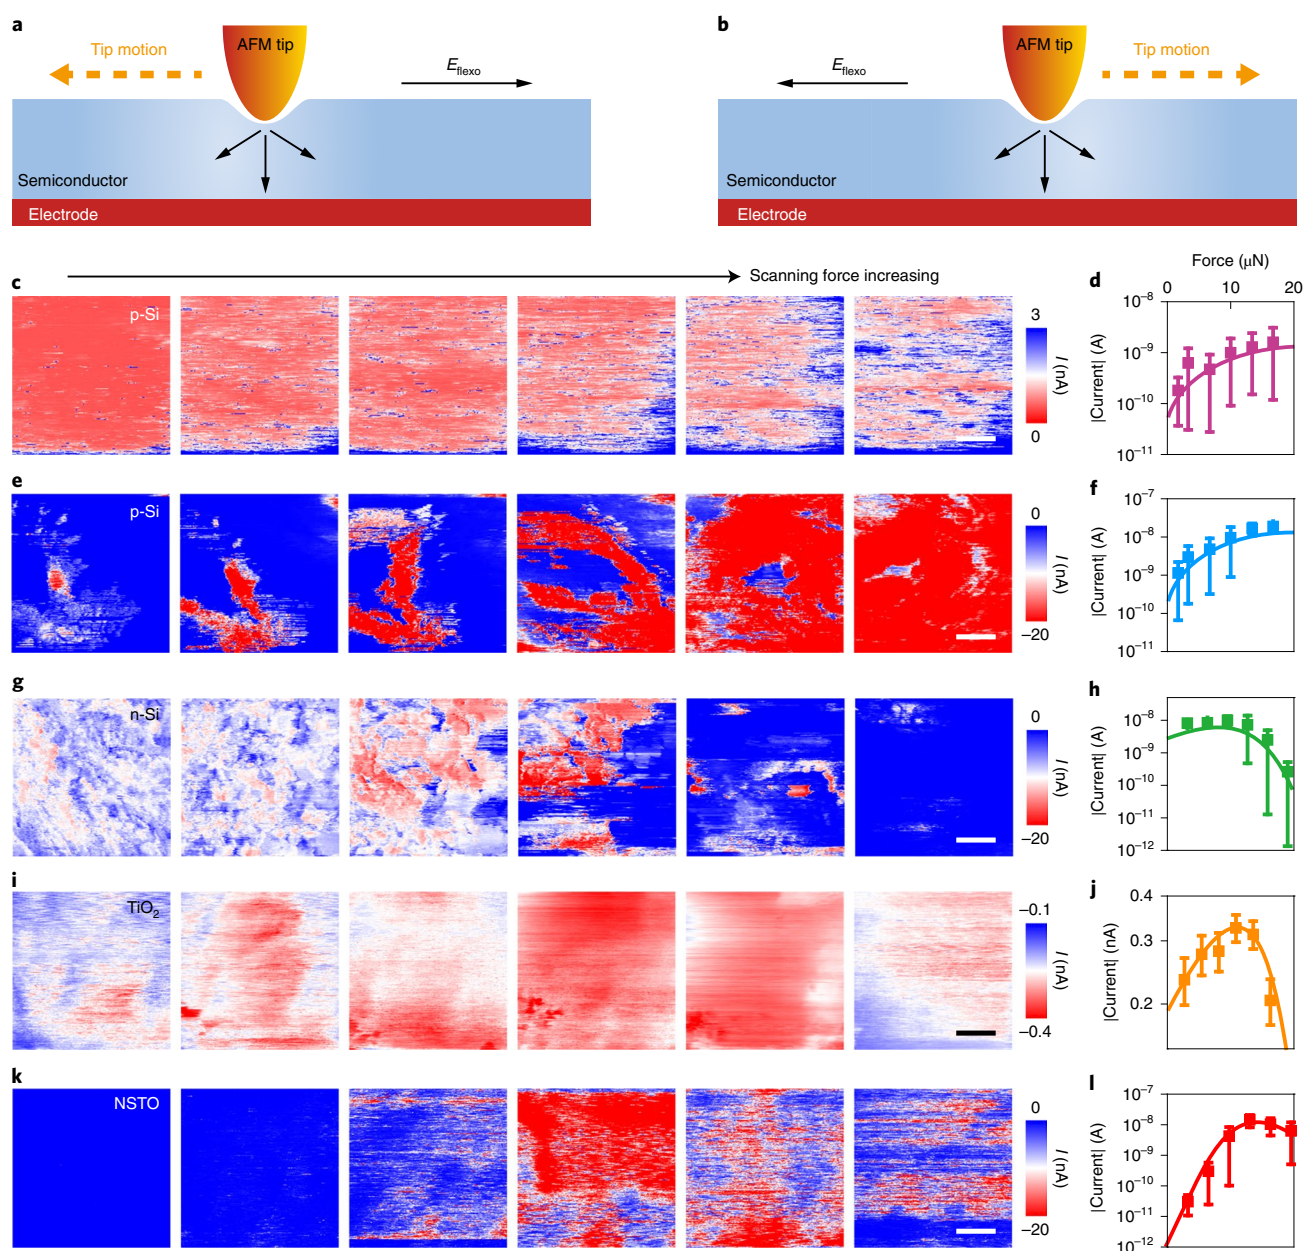 a
AFM tip
Tip motion
E flexo
Semiconductor
Electrode
b
AFM tip
Tip motion
E flexo
Semiconductor
Electrode
c
Scanning force increasing
p-Si
3
I (nA)
0
d
Force (μN)
0 10 20
10⁻⁸
10⁻⁹
10⁻¹⁰
10⁻¹¹
|Current| (A)
e
p-Si
0
I (nA)
−20
f
10⁻⁷
10⁻⁸
10⁻⁹
10⁻¹⁰
10⁻¹¹
|Current| (A)
g
n-Si
0
I (nA)
−20
h
10⁻⁸
10⁻⁹
10⁻¹⁰
10⁻¹¹
10⁻¹²
|Current| (A)
i
TiO₂
−0.1
I (nA)
−0.4
j
0.4
0.3
0.2
|Current| (nA)
k
NSTO
0
I (nA)
−20
l
10⁻⁷
10⁻⁸
10⁻⁹
10⁻¹⁰
10⁻¹¹
10⁻¹²
|Current| (A)